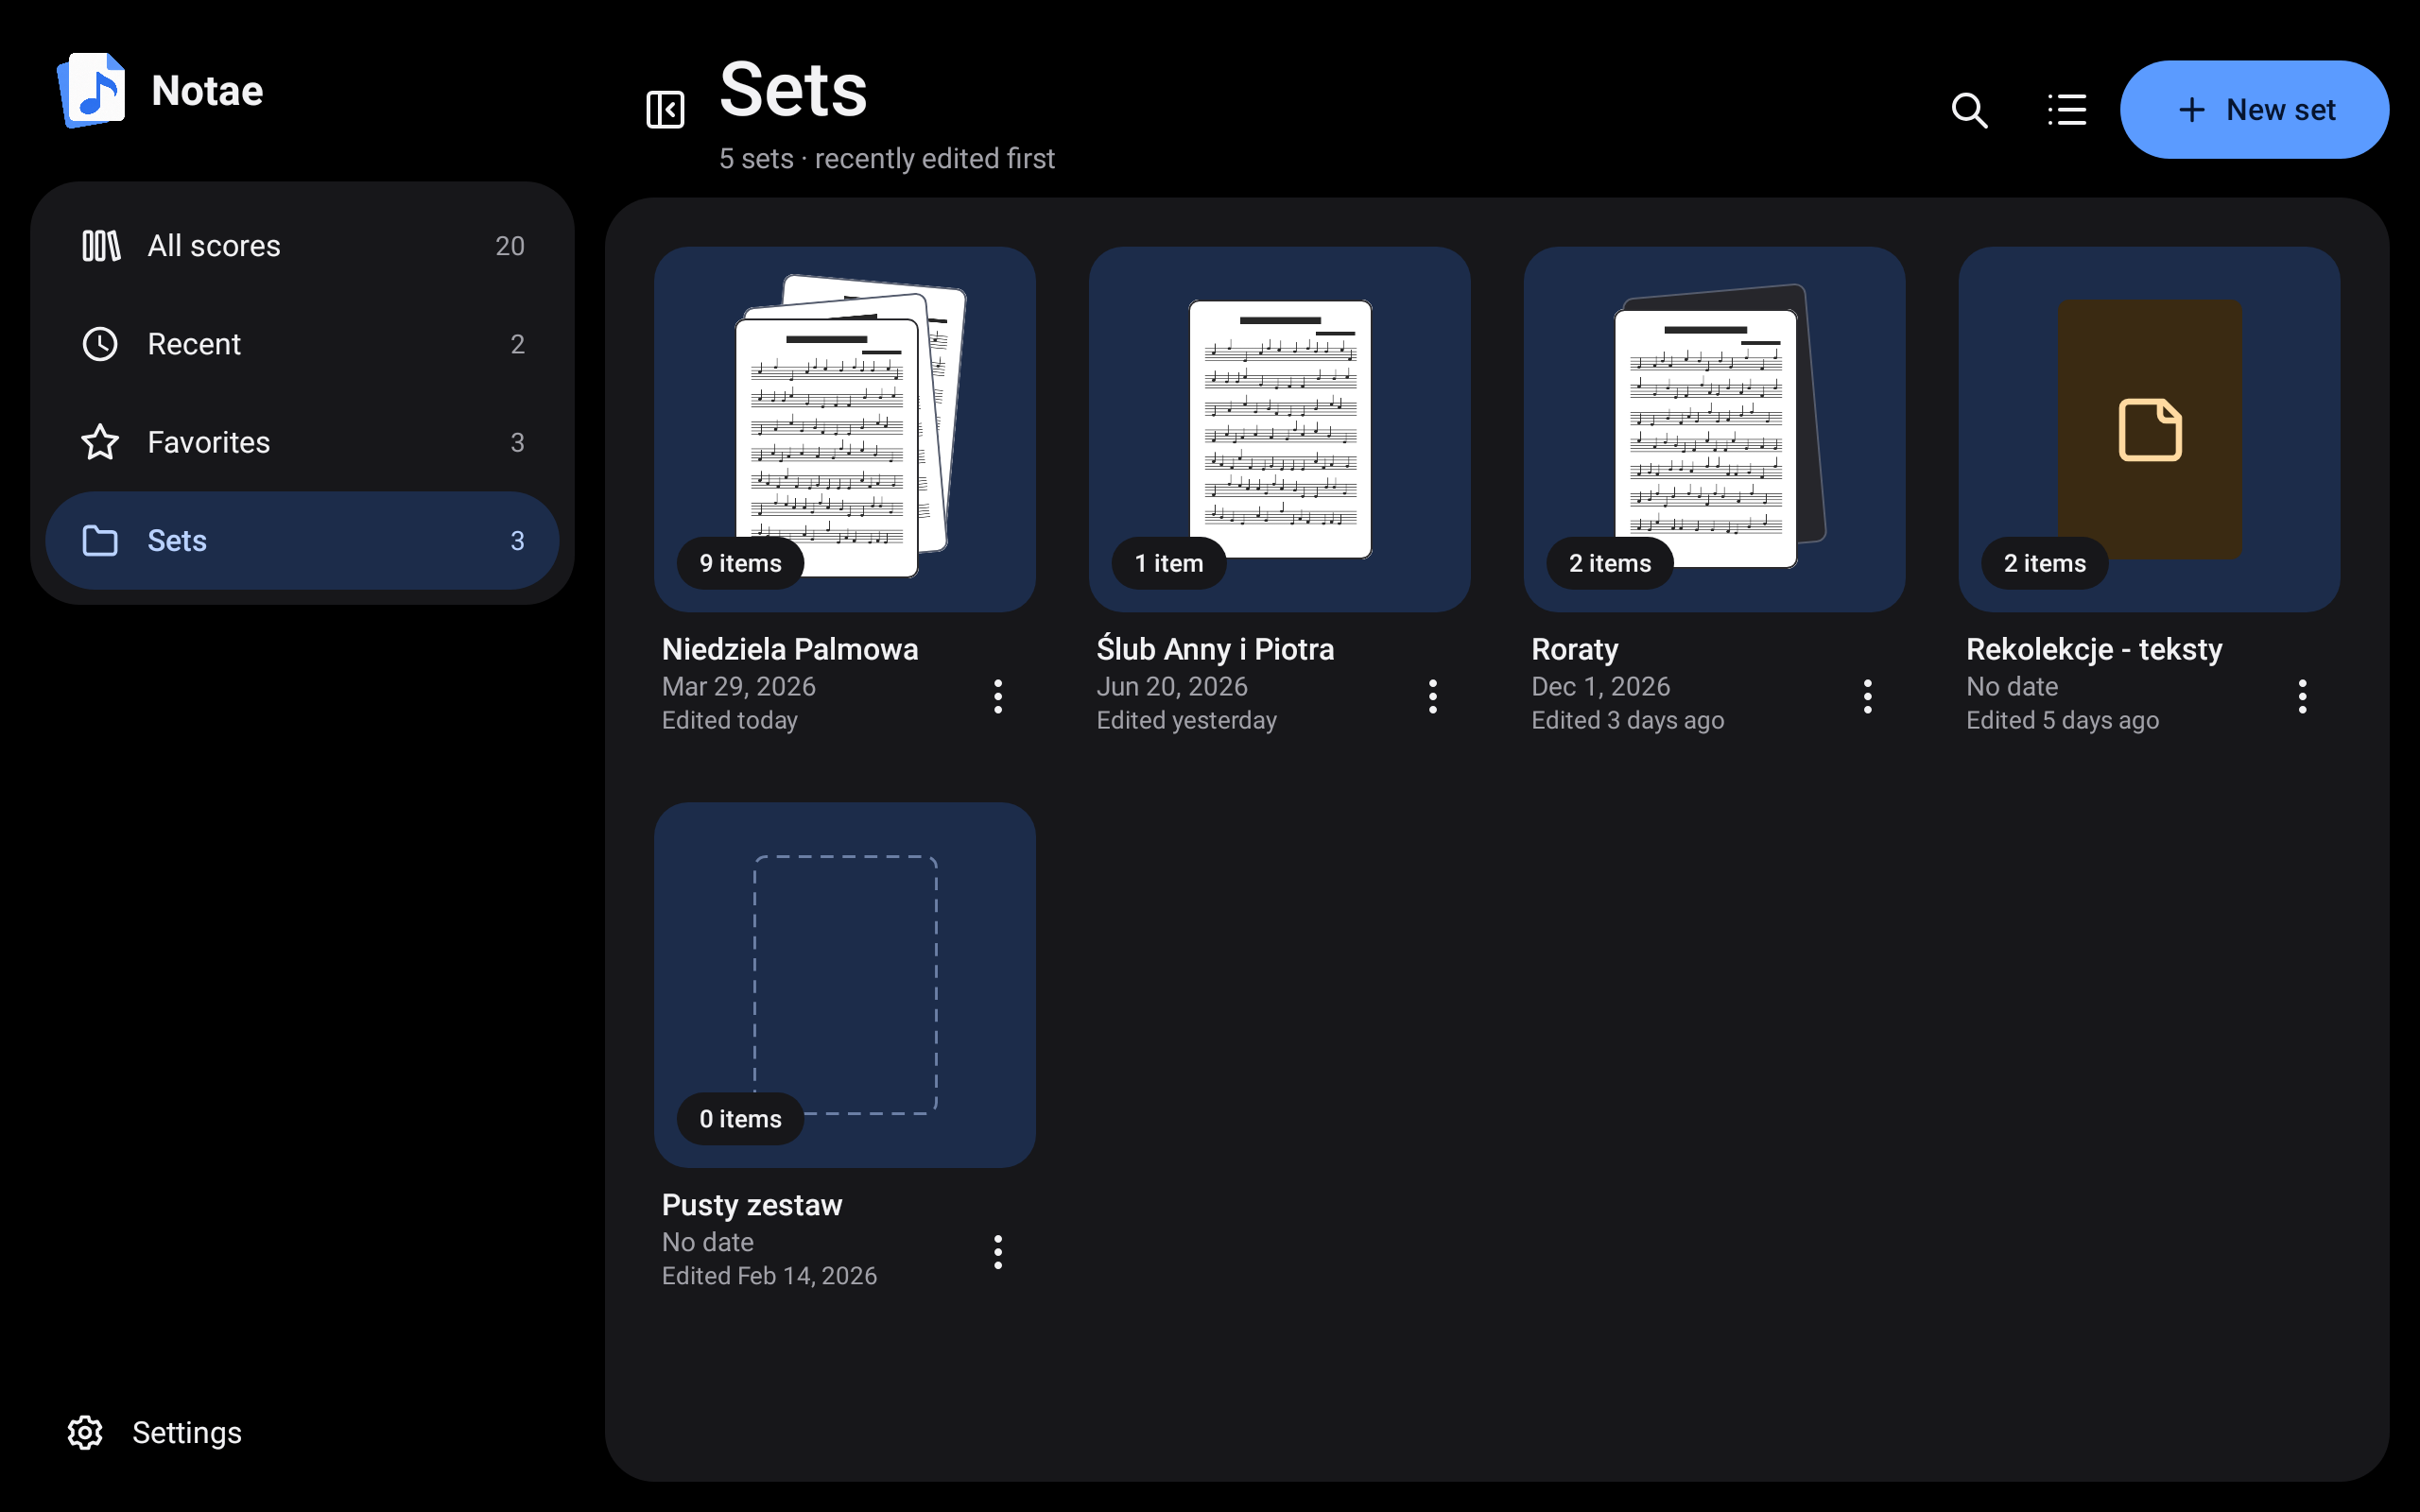 Notae
All scores 20
Recent 2
Favorites 3
Sets 3
Settings
Sets
5 sets · recently edited first
New set
9 items
Niedziela Palmowa
Mar 29, 2026
Edited today
1 item
Ślub Anny i Piotra
Jun 20, 2026
Edited yesterday
2 items
Roraty
Dec 1, 2026
Edited 3 days ago
2 items
Rekolekcje - teksty
No date
Edited 5 days ago
0 items
Pusty zestaw
No date
Edited Feb 14, 2026